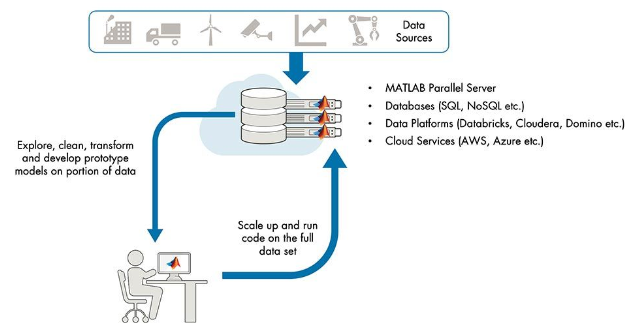 Data
Sources
• MATLAB Parallel Server
• Databases (SQL, NoSQL etc.)
• Data Platforms (Databricks, Cloudera, Domino etc.)
• Cloud Services (AWS, Azure etc.)
Explore, clean, transform
and develop prototype
models on portion of data
Scale up and run
code on the full
data set